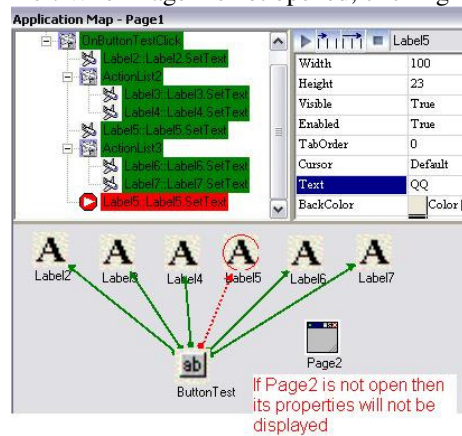 Application Map - Page1
OnButtonTestClick
Label2::Label2.SetText
ActionList2
Label3::Label3.SetText
Label4::Label4.SetText
Label5::Label5.SetText
ActionList3
Label6::Label6.SetText
Label7::Label7.SetText
Label5::Label5.SetText
Label5
Width 100
Height 23
Visible True
Enabled True
TabOrder 0
Cursor Default
Text QQ
BackColor Color
A A A A A A
Label2 Label3 Label4 Label5 Label6 Label7
ab
ButtonTest
Page2
If Page2 is not open then
its properties will not be
displayed